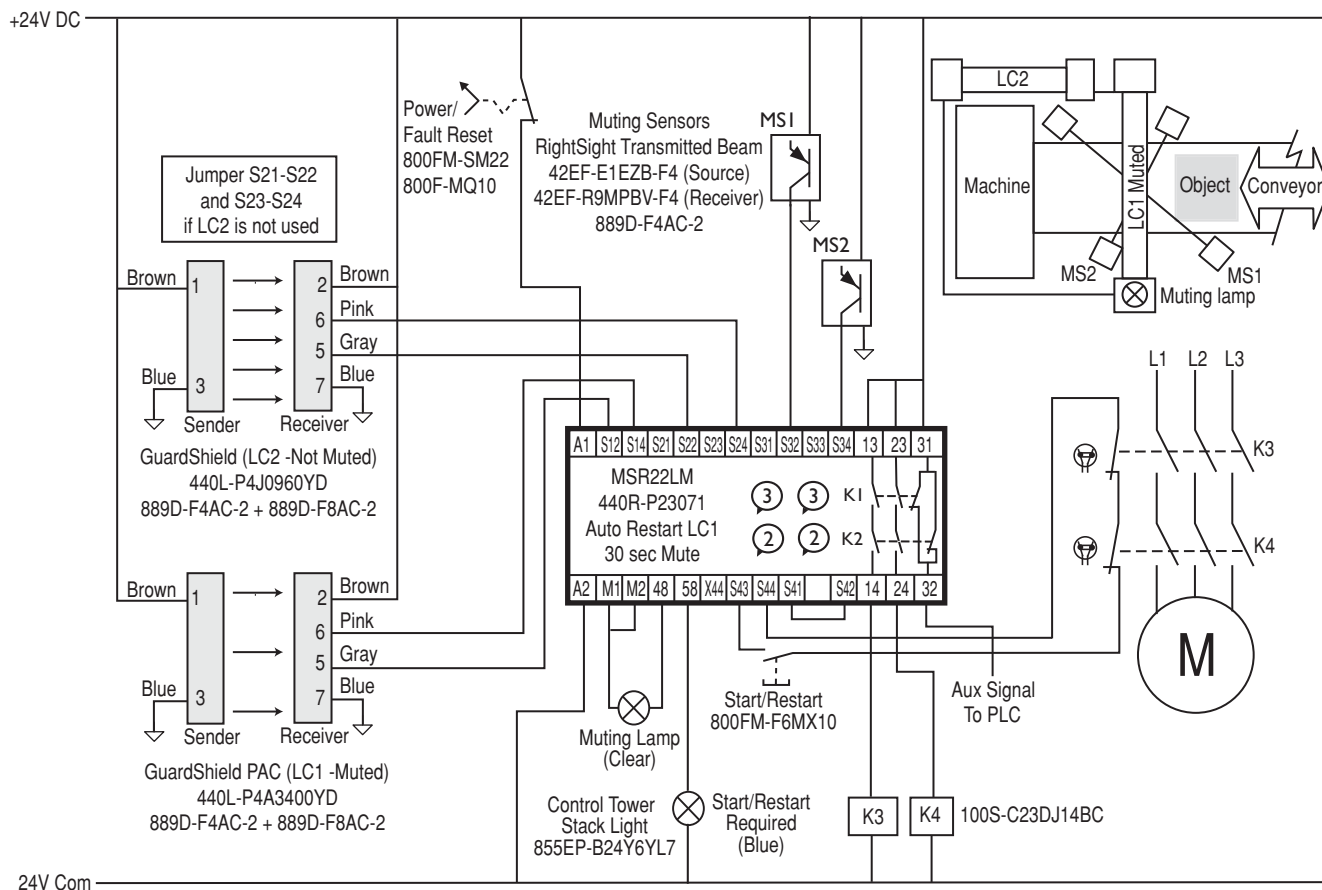 +24V DC
Power/
Fault Reset
800FM-SM22
800F-MQ10
Muting Sensors
RightSight Transmitted Beam
42EF-E1EZB-F4 (Source)
42EF-R9MPBV-F4 (Receiver)
889D-F4AC-2
MS1
MS2
LC2
Machine
LC1 Muted
Object
Conveyor
MS2
MS1
Muting lamp
Jumper S21-S22
and S23-S24
if LC2 is not used
Brown
1
2
Brown
6
Pink
5
Gray
Blue
3
7
Blue
Sender
Receiver
GuardShield (LC2 -Not Muted)
440L-P4J0960YD
889D-F4AC-2 + 889D-F8AC-2
Brown
1
2
Brown
6
Pink
5
Gray
Blue
3
7
Blue
Sender
Receiver
GuardShield PAC (LC1 -Muted)
440L-P4A3400YD
889D-F4AC-2 + 889D-F8AC-2
A1 S12 S14 S21 S22 S23 S24 S31 S32 S33 S34 13 23 31
MSR22LM
440R-P23071
Auto Restart LC1
30 sec Mute
3 3 K1
2 2 K2
A2 M1 M2 48 58 X44 S43 S44 S41 S42 14 24 32
L1 L2 L3
K3
K4
M
Muting Lamp
(Clear)
Start/Restart
800FM-F6MX10
Aux Signal
To PLC
Control Tower
Stack Light
855EP-B24Y6YL7
Start/Restart
Required
(Blue)
K3
K4
100S-C23DJ14BC
24V Com